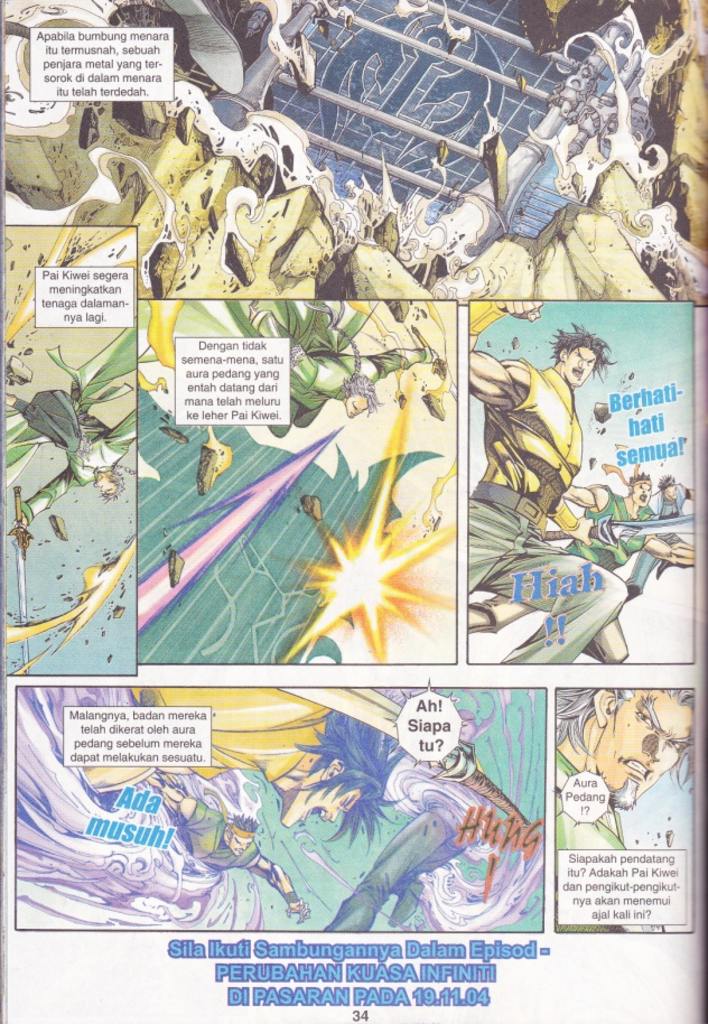 Apabila bumbung menara
itu termusnah, sebuah
penjara metal yang ter-
sorok di dalam menara
itu telah terdedah.
Pai Kiwei segera
meningkatkan
tenaga dalaman-
nya lagi.
Dengan tidak
semena-mena, satu
aura pedang yang
entah datang dari
mana telah meluru
ke leher Pai Kiwei.
Berhati-
hati
semua!
Hiah
!!
Malangnya, badan mereka
telah dikerat oleh aura
pedang sebelum mereka
dapat melakukan sesuatu.
Ada
musuh!
Ah!
Siapa
tu?
Aura
Pedang
!?
Siapakah pendatang
itu? Adakah Pai Kiwei
dan pengikut-pengikut-
nya akan menemui
ajal kali ini?
Sila Ikuti Sambungannya Dalam Episod -
PERUBAHAN KUASA INFINITI
DI PASARAN PADA 19.11.04
34